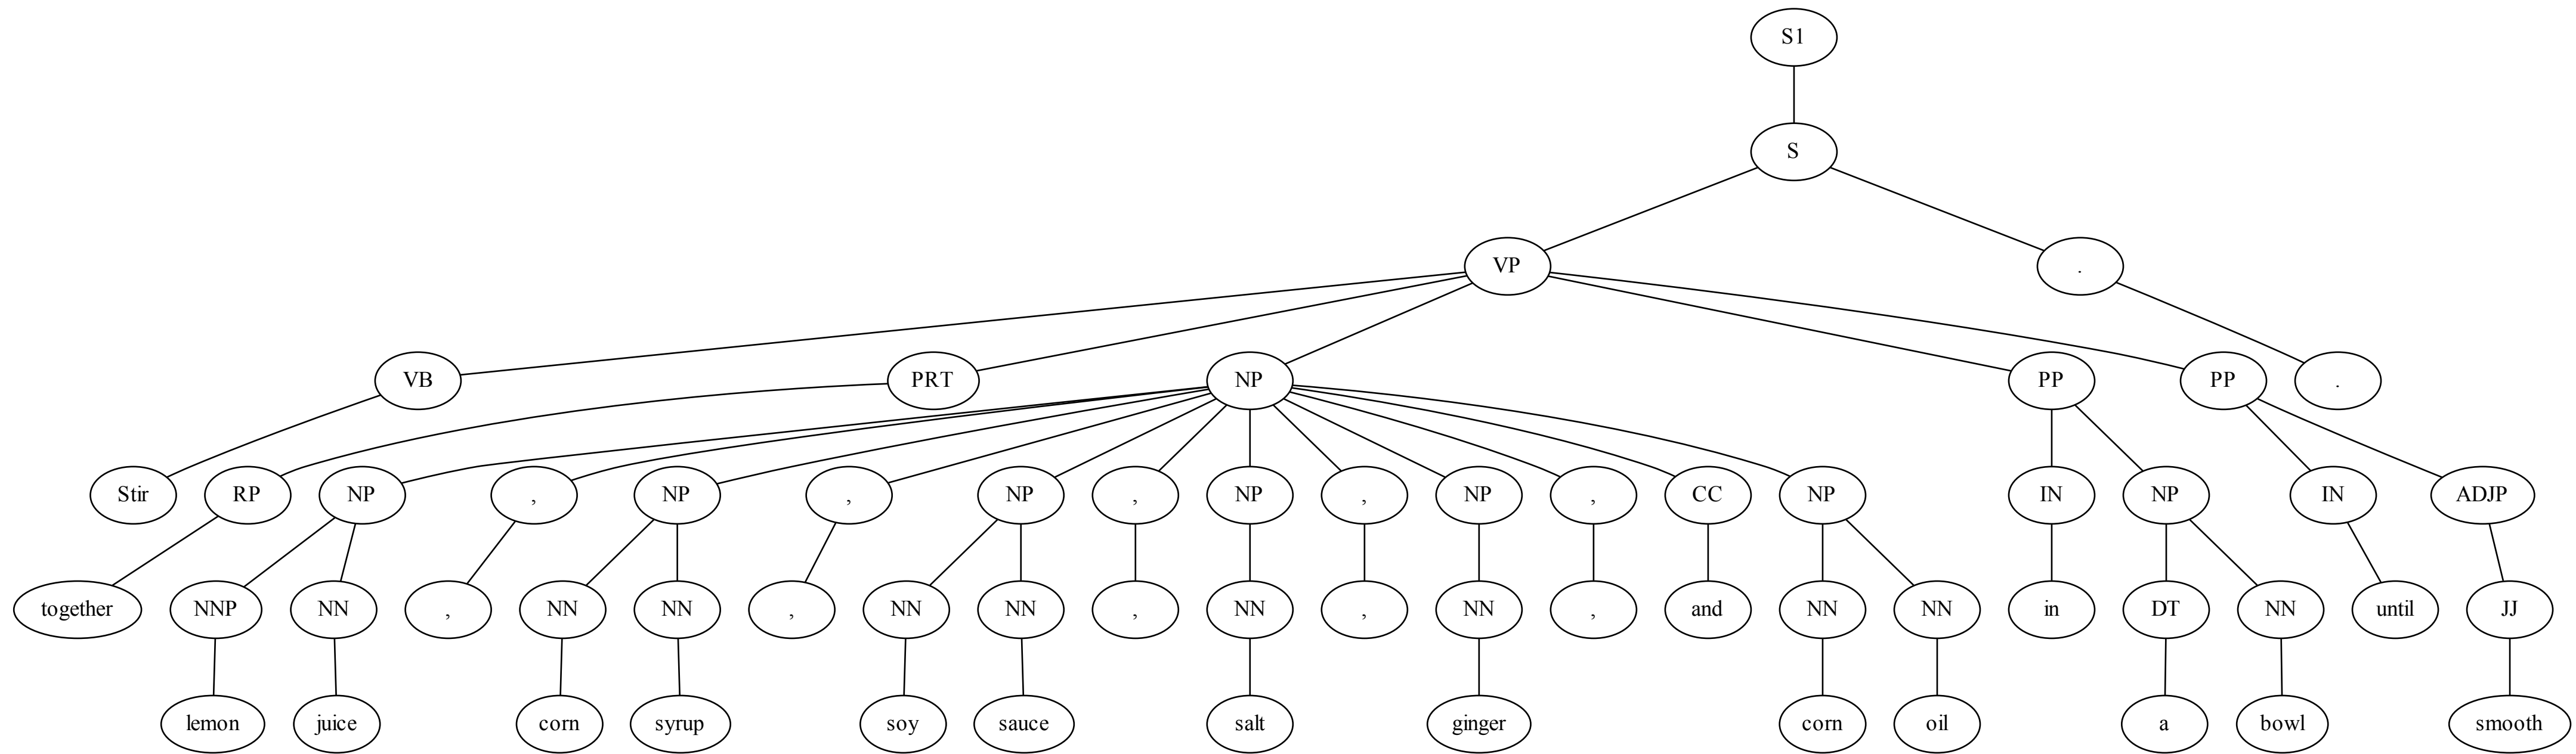 S1
S
VP .
VB PRT NP PP PP .
Stir RP NP , NP , NP , NP , NP , CC NP IN NP IN ADJP
together NNP NN , NN NN , NN NN , NN , NN , and NN NN in DT NN until JJ
lemon juice corn syrup soy sauce salt ginger corn oil a bowl smooth